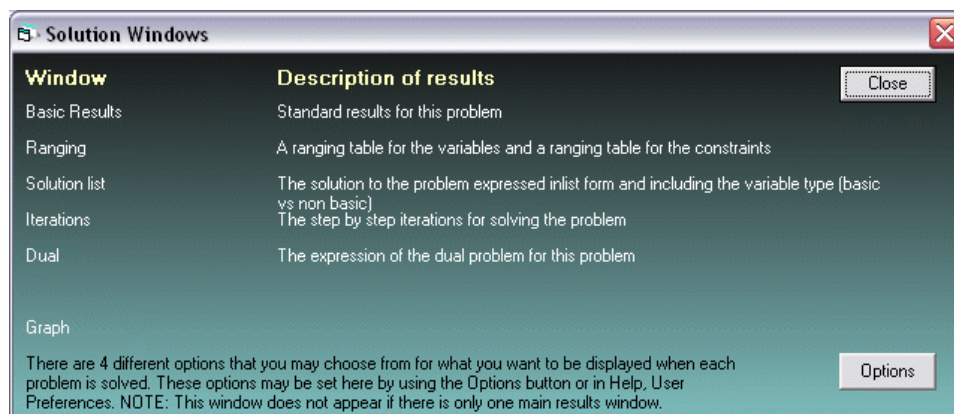 Solution Windows
Window Description of results
Close
Basic Results Standard results for this problem
Ranging A ranging table for the variables and a ranging table for the constraints
Solution list The solution to the problem expressed inlist form and including the variable type (basic
vs non basic)
Iterations The step by step iterations for solving the problem
Dual The expression of the dual problem for this problem
Graph
There are 4 different options that you may choose from for what you want to be displayed when each
problem is solved. These options may be set here by using the Options button or in Help, User
Preferences. NOTE: This window does not appear if there is only one main results window.
Options